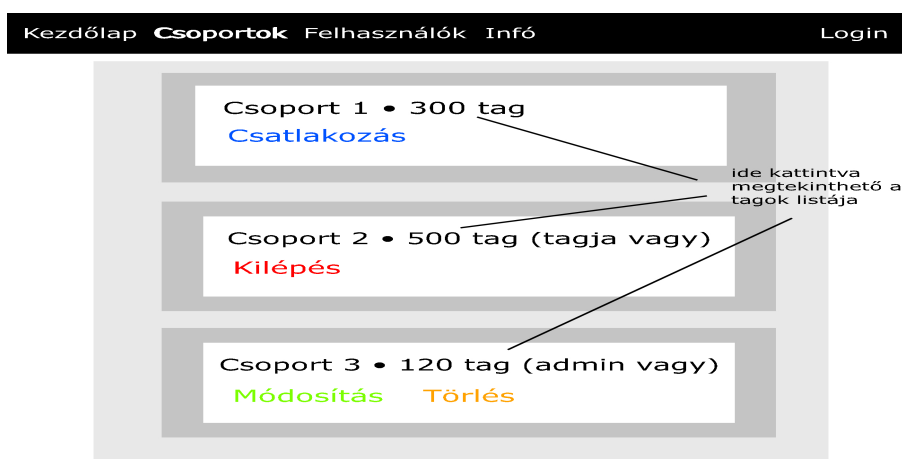 Kezdőlap Csoportok Felhasználók Infó Login
Csoport 1 • 300 tag
Csatlakozás
ide kattintva
megtekinthető a
tagok listája
Csoport 2 • 500 tag (tagja vagy)
Kilépés
Csoport 3 • 120 tag (admin vagy)
Módosítás Törlés